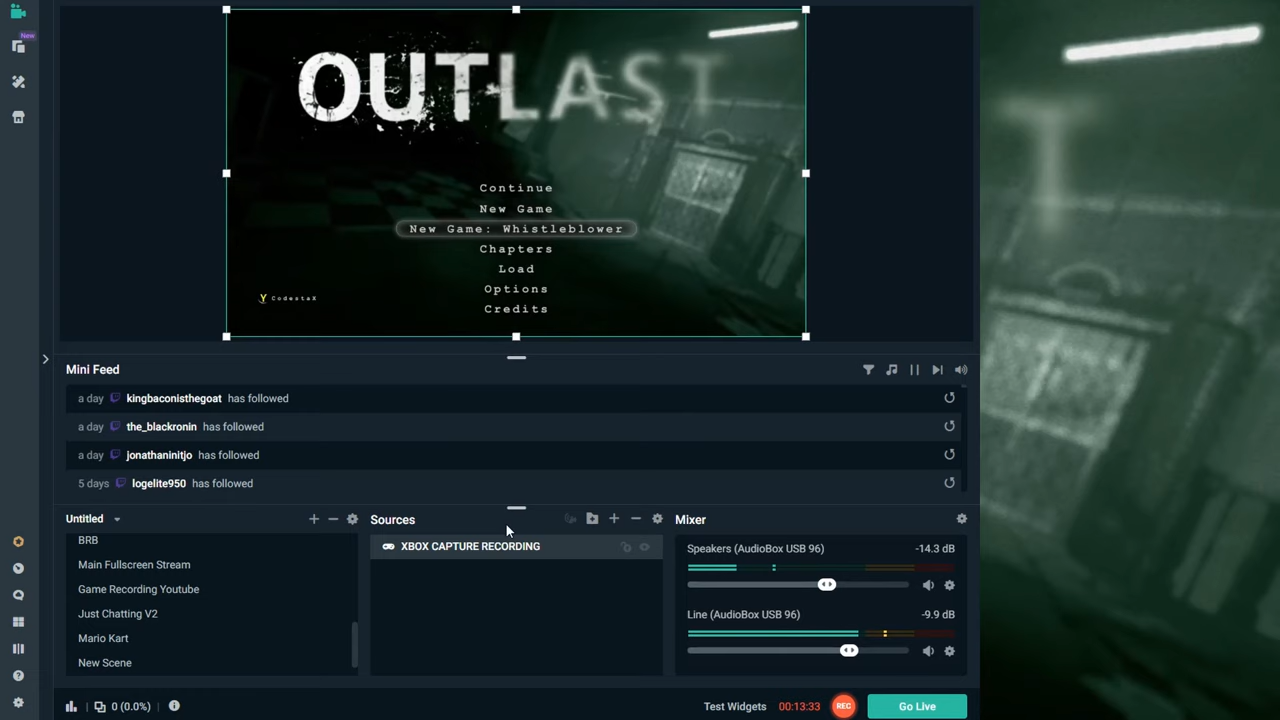 New
OUTLAST
Continue
New Game
New Game: Whistleblower
Chapters
Load
Options
Credits
Y CodestaX
Mini Feed
a day kingbaconisthegoat has followed
a day the_blackronin has followed
a day jonathaninitjo has followed
5 days logelite950 has followed
Untitled
BRB
Main Fullscreen Stream
Game Recording Youtube
Just Chatting V2
Mario Kart
New Scene
Sources
XBOX CAPTURE RECORDING
Mixer
Speakers (AudioBox USB 96) -14.3 dB
Line (AudioBox USB 96) -9.9 dB
0 (0.0%)
Test Widgets 00:13:33 REC Go Live
T